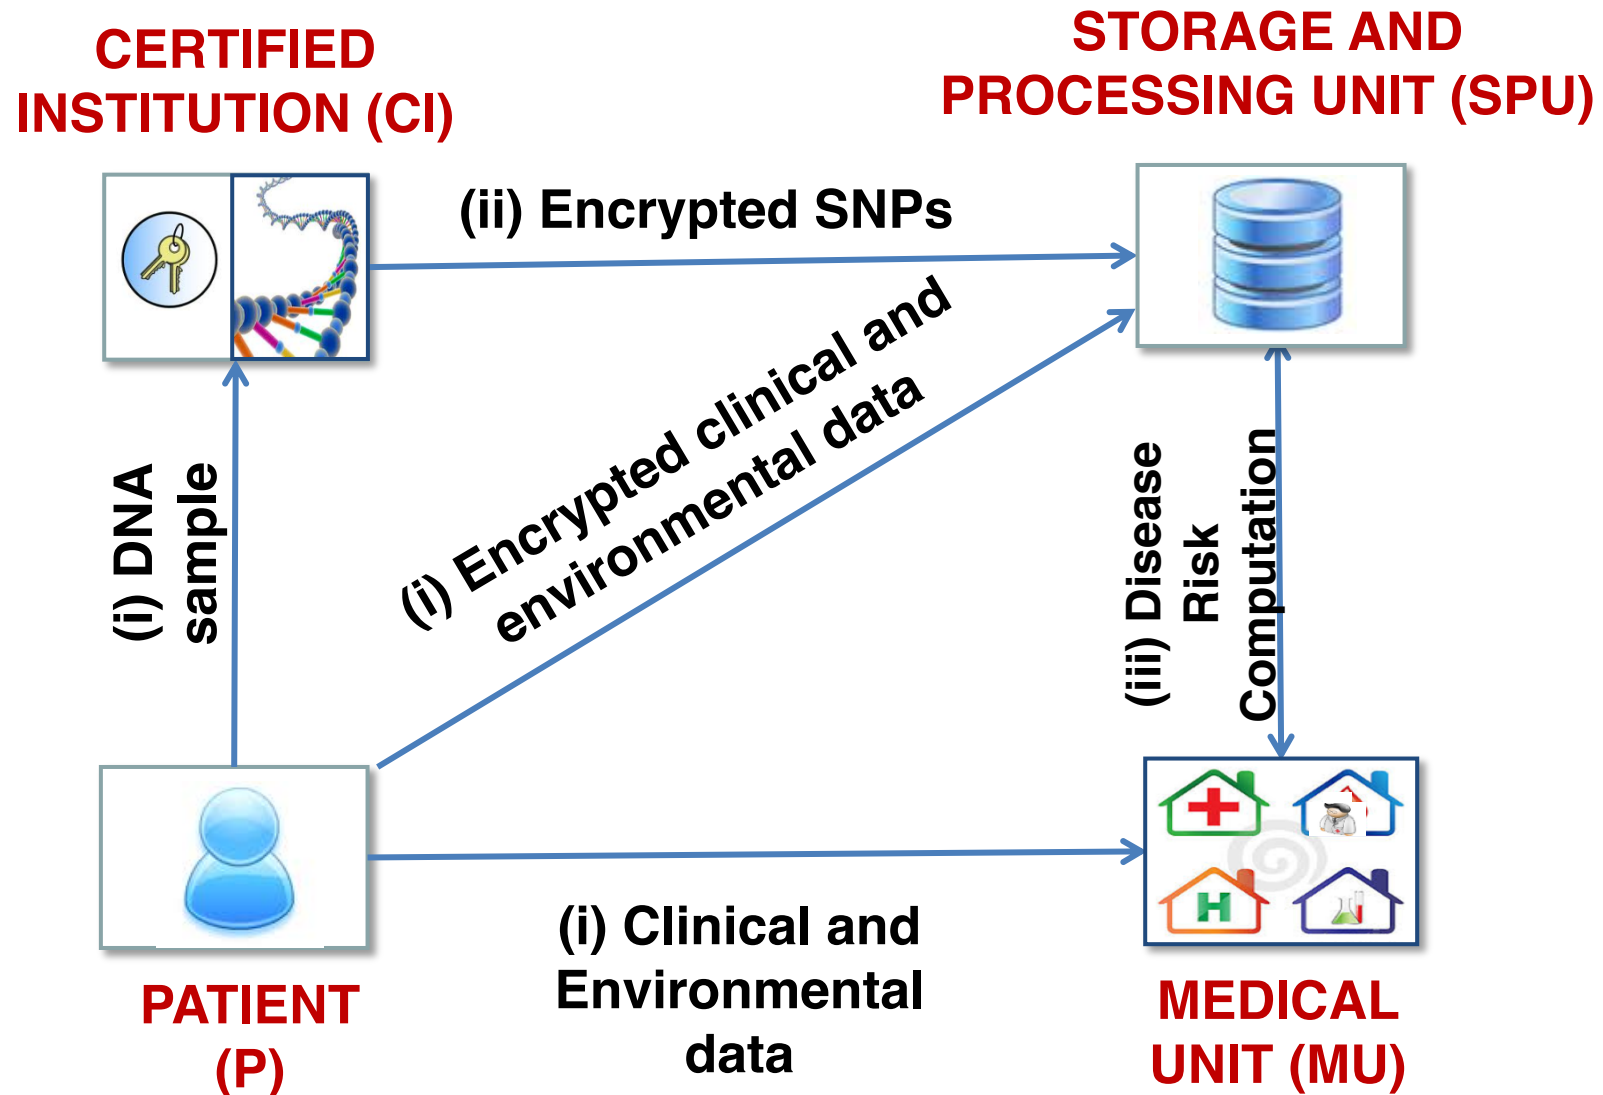 CERTIFIED
INSTITUTION (CI)
STORAGE AND
PROCESSING UNIT (SPU)
(ii) Encrypted SNPs
(i) Encrypted clinical and
environmental data
(i) DNA
sample
(iii) Disease
Risk
Computation
H
(i) Clinical and
Environmental
data
PATIENT
(P)
MEDICAL
UNIT (MU)